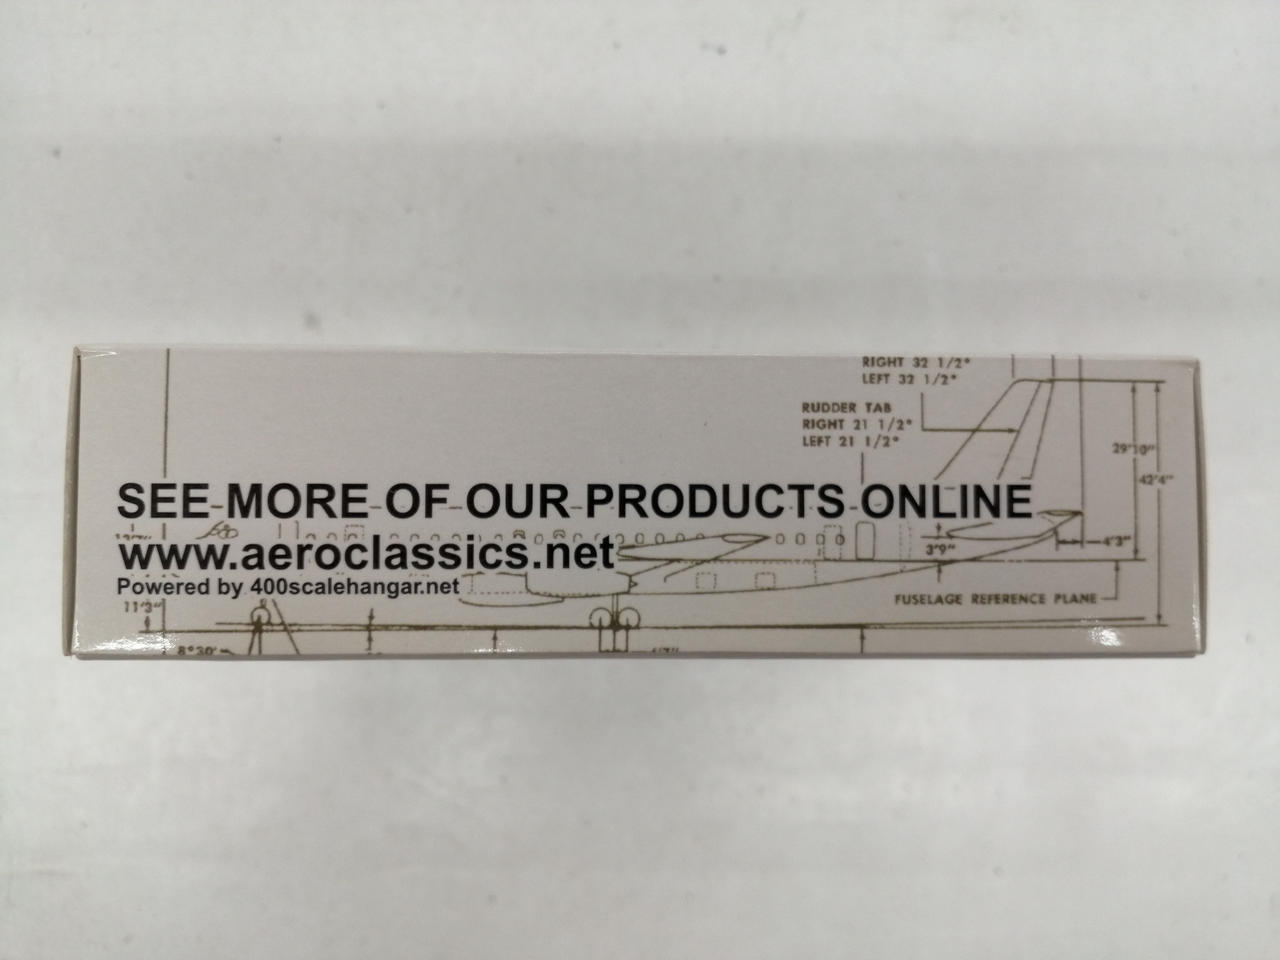 RIGHT 32 1/2°
LEFT 32 1/2°
RUDDER TAB
RIGHT 21 1/2°
LEFT 21 1/2°
29'10"
42'4"
SEE MORE OF OUR PRODUCTS ONLINE
www.aeroclassics.net
3'9"
4'3"
Powered by 400scalehangar.net
FUSELAGE REFERENCE PLANE
11'3"
8°30'